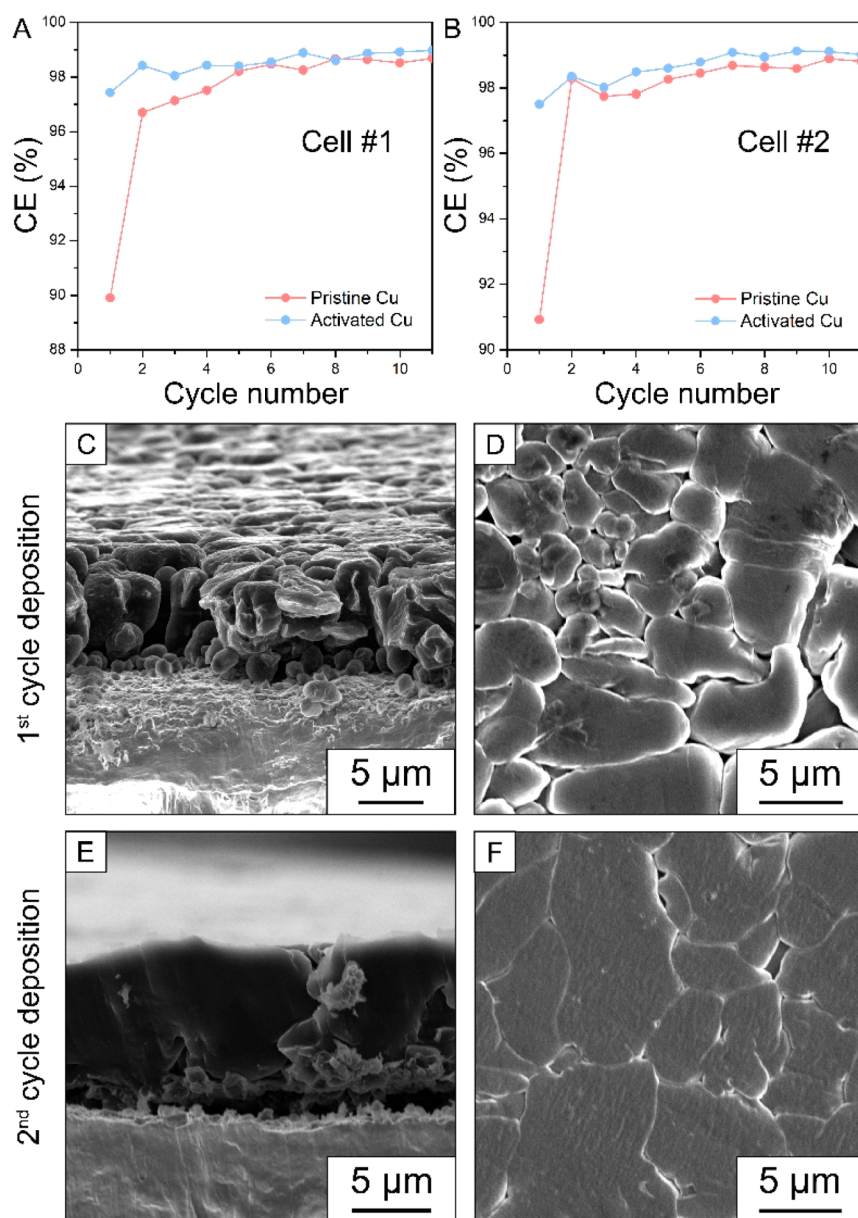 A
100
98
96
94
92
90
88
CE (%)
Cell #1
Pristine Cu
Activated Cu
0 2 4 6 8 10
Cycle number
B
100
98
96
94
92
90
CE (%)
Cell #2
Pristine Cu
Activated Cu
0 2 4 6 8 10
Cycle number
1st cycle deposition
C
5 μm
D
5 μm
2nd cycle deposition
E
5 μm
F
5 μm